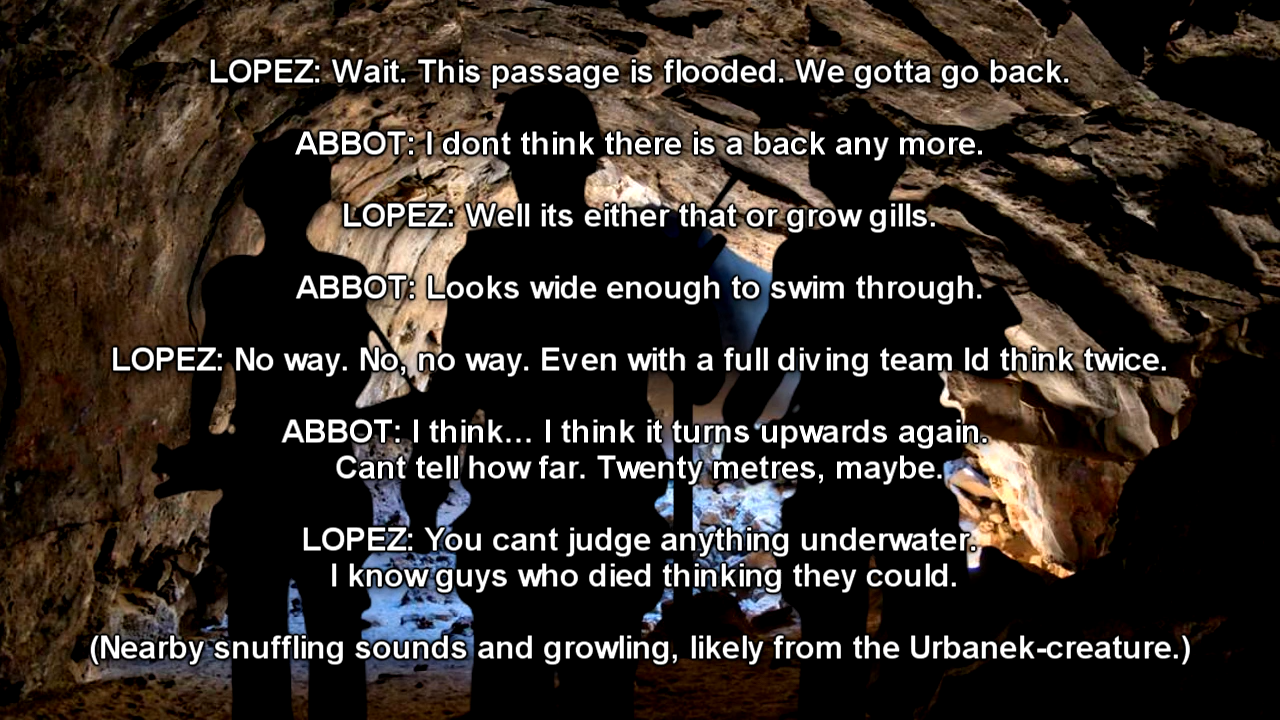 LOPEZ: Wait. This passage is flooded. We gotta go back.
ABBOT: I dont think there is a back any more.
LOPEZ: Well its either that or grow gills.
ABBOT: Looks wide enough to swim through.
LOPEZ: No way. No, no way. Even with a full diving team Id think twice.
ABBOT: I think... I think it turns upwards again.
Cant tell how far. Twenty metres, maybe.
LOPEZ: You cant judge anything underwater.
I know guys who died thinking they could.
(Nearby snuffling sounds and growling, likely from the Urbanek-creature.)